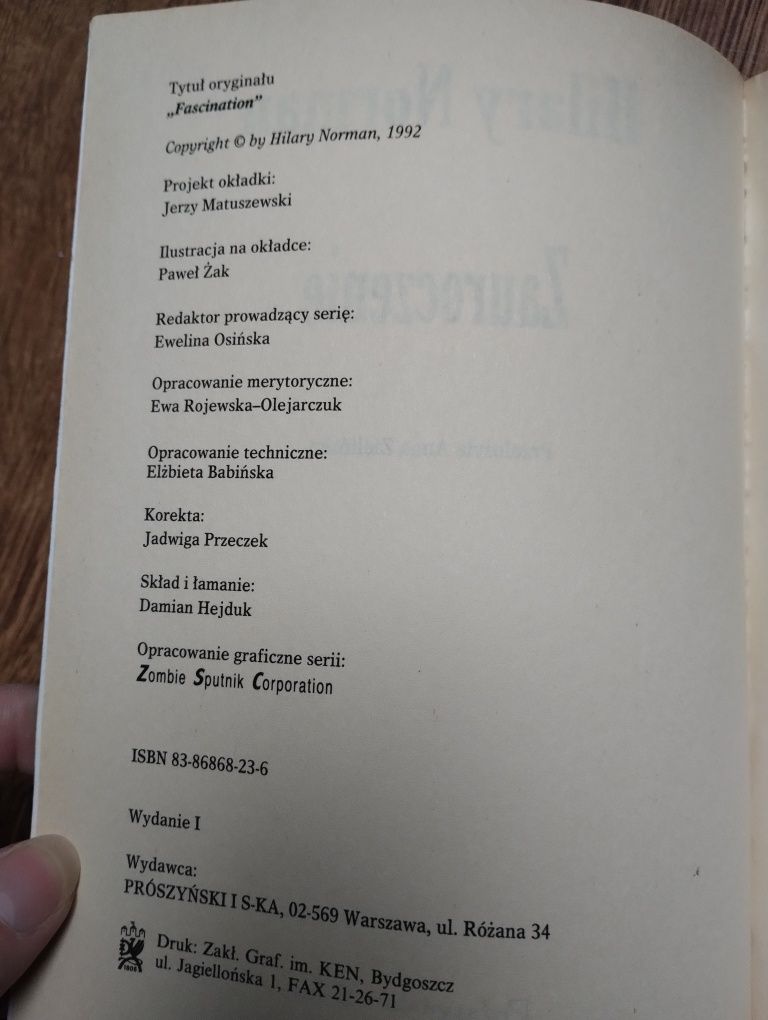 Tytuł oryginału
„Fascination”
Copyright © by Hilary Norman, 1992
Projekt okładki:
Jerzy Matuszewski
Ilustracja na okładce:
Paweł Żak
Redaktor prowadzący serię:
Ewelina Osińska
Opracowanie merytoryczne:
Ewa Rojewska–Olejarczuk
Opracowanie techniczne:
Elżbieta Babińska
Korekta:
Jadwiga Przeczek
Skład i łamanie:
Damian Hejduk
Opracowanie graficzne serii:
Zombie Sputnik Corporation
ISBN 83-86868-23-6
Wydanie I
Wydawca:
PRÓSZYŃSKI I S-KA, 02-569 Warszawa, ul. Różana 34
Druk: Zakł. Graf. im. KEN, Bydgoszcz
ul. Jagiellońska 1, FAX 21-26-71